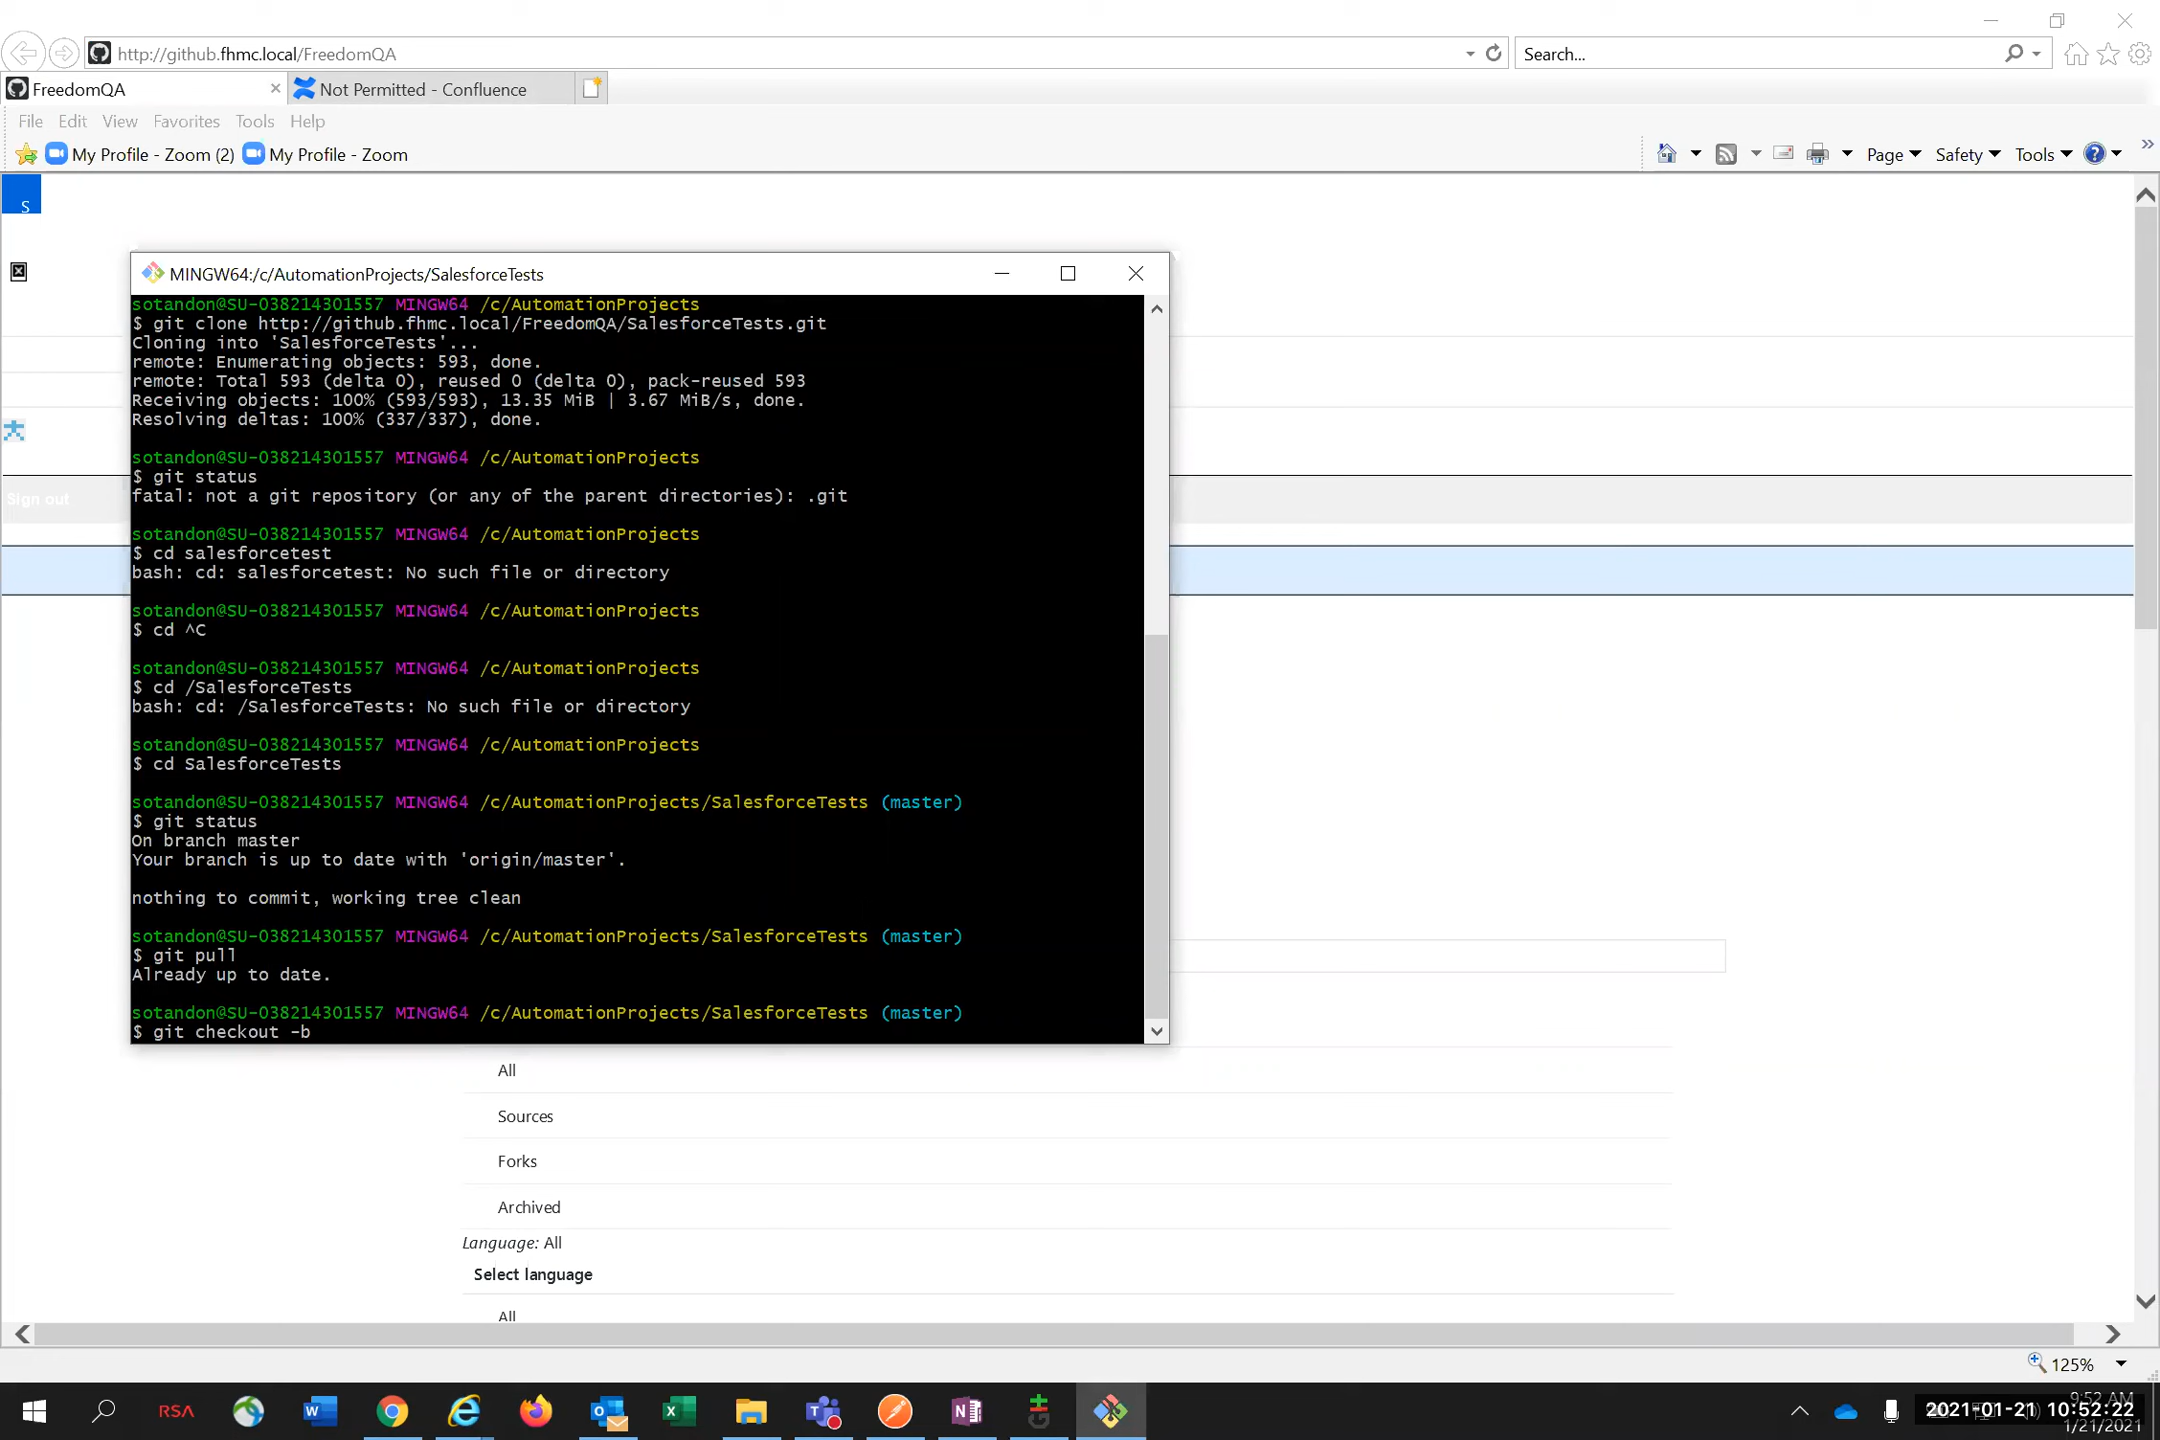 http://github.fhmc.local/FreedomQA
Search...
FreedomQA
Not Permitted - Confluence
File Edit View Favorites Tools Help
My Profile - Zoom (2) My Profile - Zoom
Page Safety Tools
S
MINGW64:/c/AutomationProjects/SalesforceTests
sotandon@SU-038214301557 MINGW64 /c/AutomationProjects
$ git clone http://github.fhmc.local/FreedomQA/SalesforceTests.git
Cloning into 'SalesforceTests'...
remote: Enumerating objects: 593, done.
remote: Total 593 (delta 0), reused 0 (delta 0), pack-reused 593
Receiving objects: 100% (593/593), 13.35 MiB | 3.67 MiB/s, done.
Resolving deltas: 100% (337/337), done.
sotandon@SU-038214301557 MINGW64 /c/AutomationProjects
$ git status
fatal: not a git repository (or any of the parent directories): .git
sotandon@SU-038214301557 MINGW64 /c/AutomationProjects
$ cd salesforcetest
bash: cd: salesforcetest: No such file or directory
sotandon@SU-038214301557 MINGW64 /c/AutomationProjects
$ cd ^C
sotandon@SU-038214301557 MINGW64 /c/AutomationProjects
$ cd /SalesforceTests
bash: cd: /SalesforceTests: No such file or directory
sotandon@SU-038214301557 MINGW64 /c/AutomationProjects
$ cd SalesforceTests
sotandon@SU-038214301557 MINGW64 /c/AutomationProjects/SalesforceTests (master)
$ git status
On branch master
Your branch is up to date with 'origin/master'.
nothing to commit, working tree clean
sotandon@SU-038214301557 MINGW64 /c/AutomationProjects/SalesforceTests (master)
$ git pull
Already up to date.
sotandon@SU-038214301557 MINGW64 /c/AutomationProjects/SalesforceTests (master)
$ git checkout -b
Sign out
All
Sources
Forks
Archived
Language: All
Select language
All
125%
RSA
9:52 AM
2021-01-21 10:52:22
1/21/2021